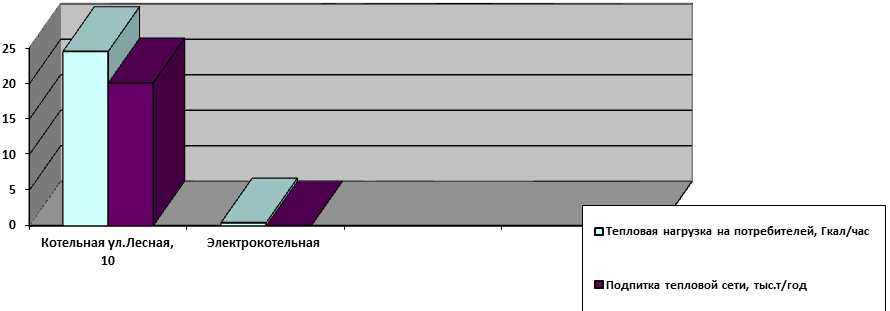 25
20
15
10
5
0
Котельная ул.Лесная,
10
Электрокотельная
Тепловая нагрузка на потребителей, Гкал/час
Подпитка тепловой сети, тыс.т/год